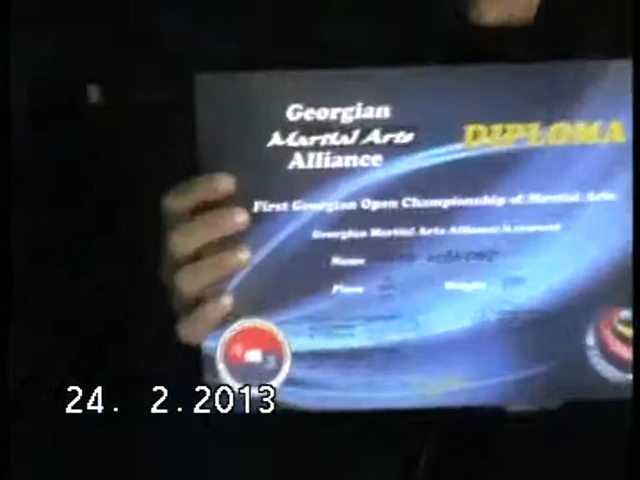 Georgian
Martial Arts
Alliance
DIPLOMA
First Georgian Open Championship of Martial Arts
Georgian Martial Arts Alliance is
Name
Place
Weight
24. 2.2013